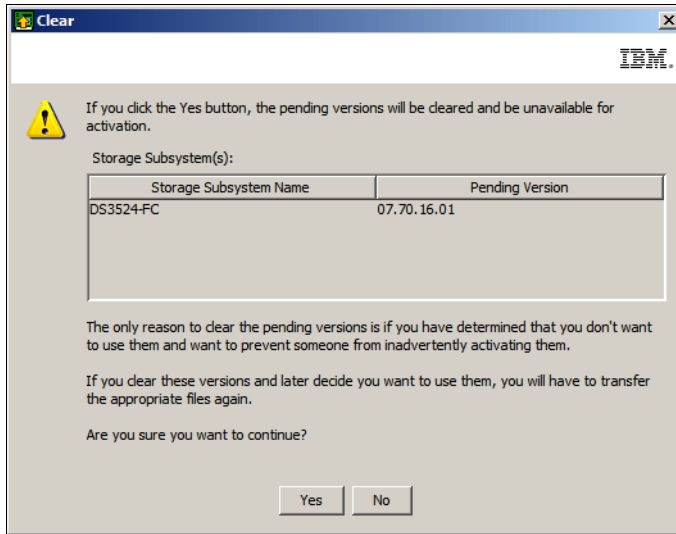 Clear
IBM.
If you click the Yes button, the pending versions will be cleared and be unavailable for
activation.
Storage Subsystem(s):
Storage Subsystem Name Pending Version
DS3524-FC 07.70.16.01
The only reason to clear the pending versions is if you have determined that you don't want
to use them and want to prevent someone from inadvertently activating them.
If you clear these versions and later decide you want to use them, you will have to transfer
the appropriate files again.
Are you sure you want to continue?
Yes No